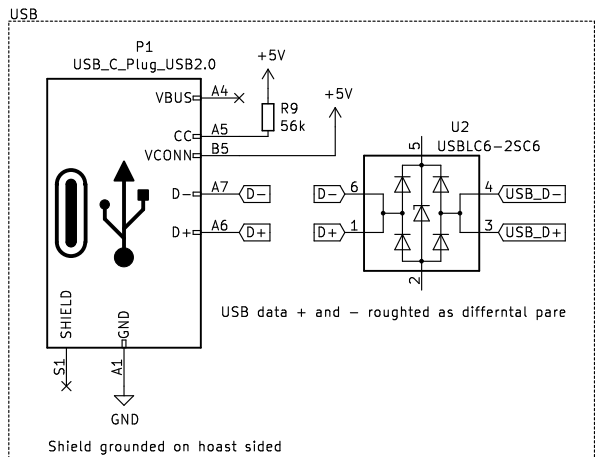 USB
P1
USB_C_Plug_USB2.0
+5V
VBUS A4
R9
56k
+5V
CC A5
VCONN B5
U2
USBLC6-2SC6
5
D- A7 D-
D- 6
4 USB_D-
D+ A6 D+
D+ 1
3 USB_D+
2
USB data + and - roughted as differntal pare
SHIELD
GND
S1
A1
GND
Shield grounded on hoast sided